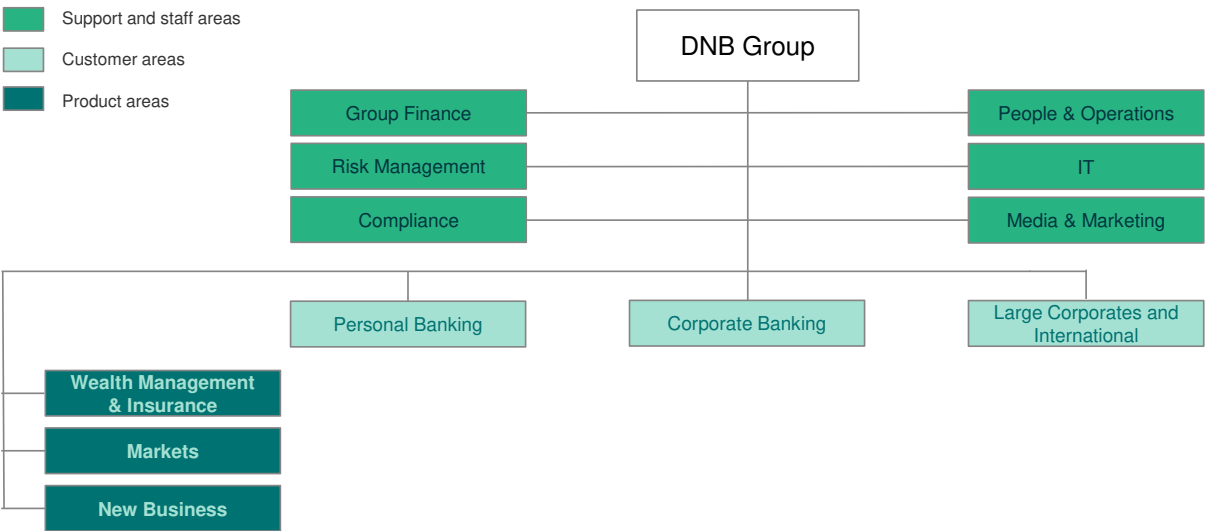 Support and staff areas
Customer areas
Product areas
DNB Group
Group Finance
People & Operations
Risk Management
IT
Compliance
Media & Marketing
Personal Banking
Corporate Banking
Large Corporates and
International
Wealth Management
& Insurance
Markets
New Business